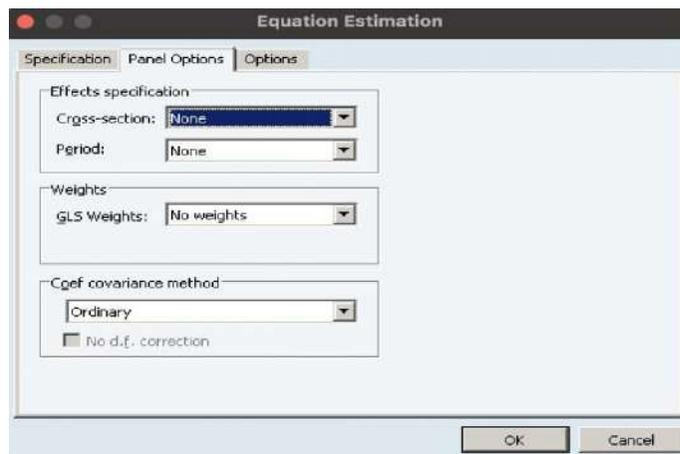 Equation Estimation
Specification Panel Options Options
Effects specification
Cross-section: None
Period: None
Weights
GLS Weights: No weights
Coef covariance method
Ordinary
No d.f. correction
OK Cancel